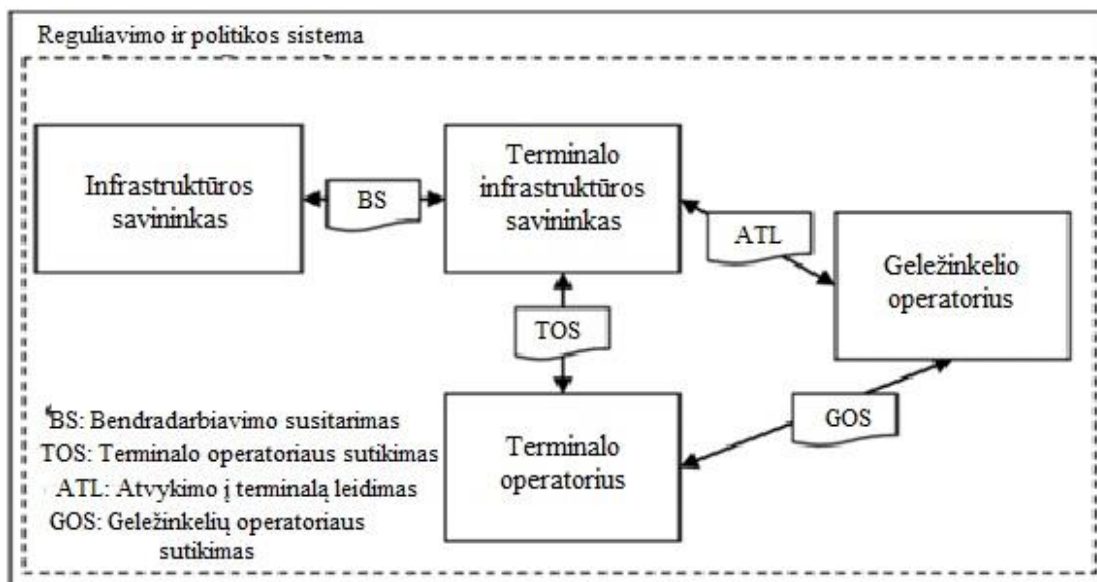 Reguliavimo ir politikos sistema
Infrastruktūros
savininkas
BS
Terminalo
infrastruktūros
savininkas
ATL
Geležinkelio
operatorius
TOS
GOS
Terminalo
operatorius
BS: Bendradarbiavimo susitarimas
TOS: Terminalo operatoriaus sutikimas
ATL: Atvykimo į terminalą leidimas
GOS: Geležinkelių operatoriaus
sutikimas